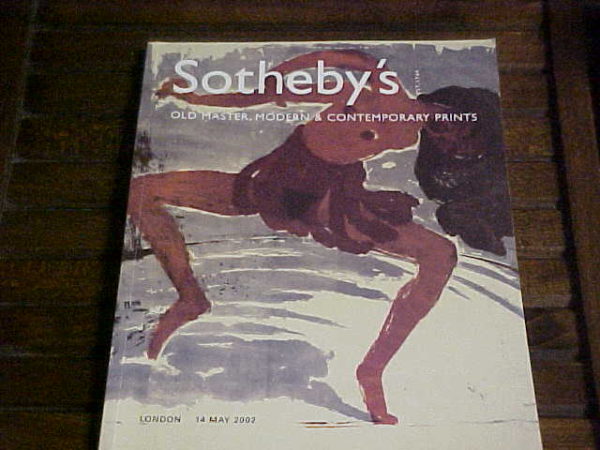 Sotheby's
OLD MASTER, MODERN & CONTEMPORARY PRINTS
LONDON 14 MAY 2002